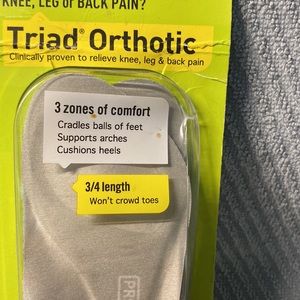 KNEE, LEG or BACK PAIN?
Triad® Orthotic
Clinically proven to relieve knee, leg & back pain
3 zones of comfort
Cradles balls of feet
Supports arches
Cushions heels
3/4 length
Won't crowd toes